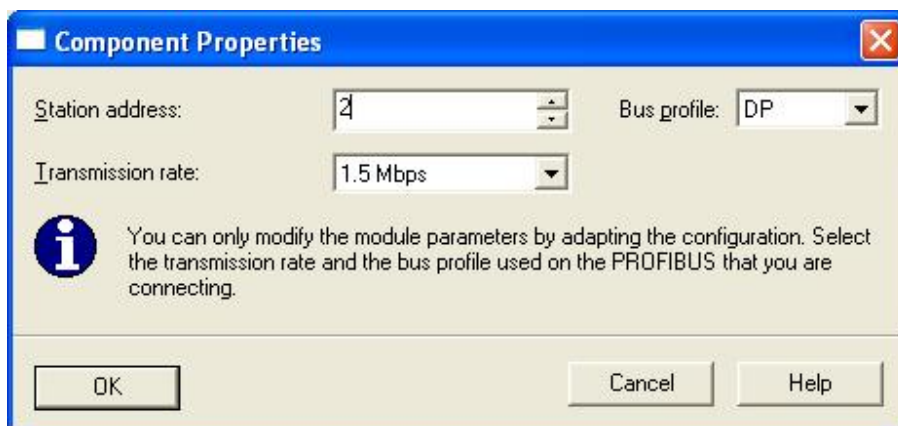 Component Properties
Station address: 2 Bus profile: DP
Transmission rate: 1.5 Mbps
You can only modify the module parameters by adapting the configuration. Select
the transmission rate and the bus profile used on the PROFIBUS that you are
connecting.
OK Cancel Help